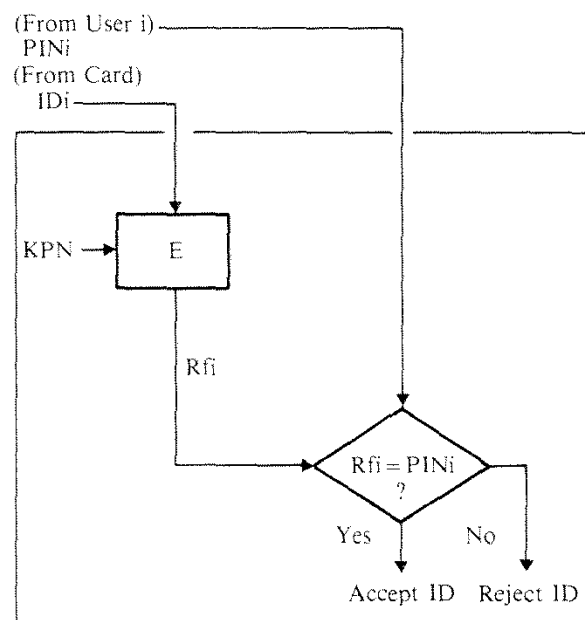 (From User i)
PINi
(From Card)
IDi
KPN
E
Rfi
Rfi = PINi
?
Yes
No
Accept ID
Reject ID